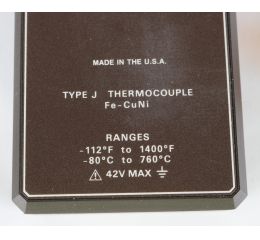 MADE IN THE U.S.A.
TYPE J THERMOCOUPLE
Fe-CuNi
RANGES
-112°F to 1400°F
-80°C to 760°C
⚠ 42V MAX ⏚